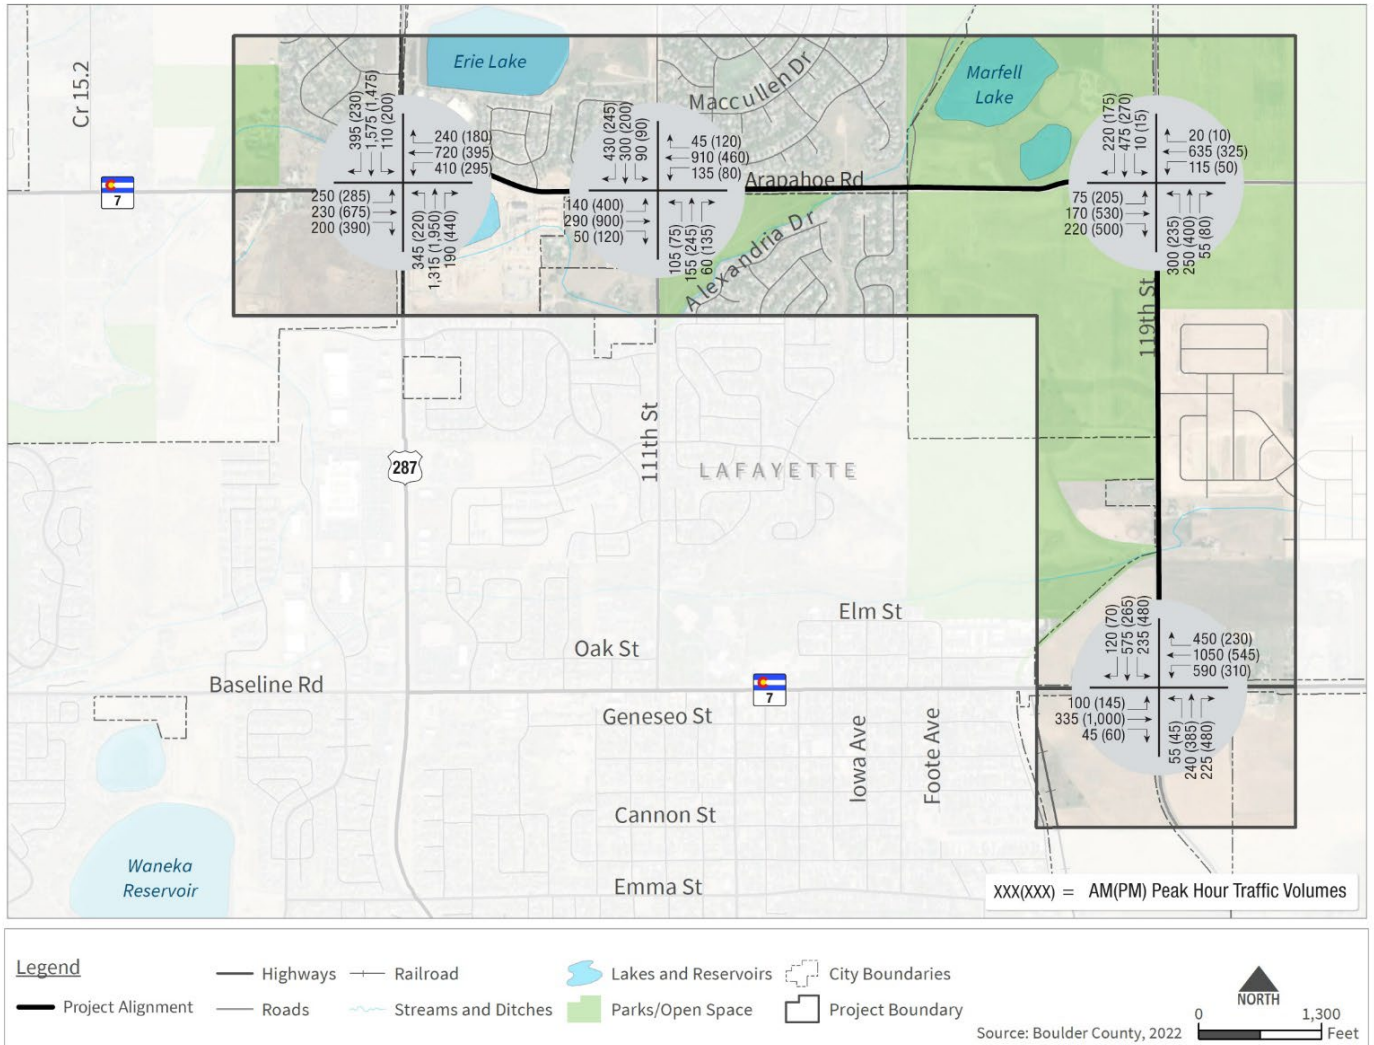 Cr 15.2
Erie Lake
Maccullen Dr
Marfell
Lake
395 (230)
1,575 (1,475)
110 (200)
240 (180)
720 (395)
410 (295)
250 (285)
230 (675)
200 (390)
345 (220)
1,315 (1,950)
190 (440)
430 (245)
300 (200)
90 (90)
45 (120)
910 (460)
135 (80)
140 (400)
290 (900)
50 (120)
105 (75)
155 (245)
60 (135)
Arapahoe Rd
Alexandria Dr
220 (175)
475 (270)
10 (15)
20 (10)
635 (325)
115 (50)
75 (205)
170 (530)
220 (500)
300 (235)
250 (400)
55 (80)
7
119th St
111th St
287
LAFAYETTE
Elm St
Oak St
Baseline Rd
7
Geneseo St
Iowa Ave
Foote Ave
120 (70)
575 (265)
235 (480)
450 (230)
1050 (545)
590 (310)
100 (145)
335 (1,000)
45 (60)
55 (45)
240 (385)
225 (480)
Cannon St
Emma St
Waneka
Reservoir
XXX(XXX) = AM(PM) Peak Hour Traffic Volumes
Legend
Project Alignment
Highways
Roads
Railroad
Streams and Ditches
Lakes and Reservoirs
Parks/Open Space
City Boundaries
Project Boundary
NORTH
0 1,300
Feet
Source: Boulder County, 2022